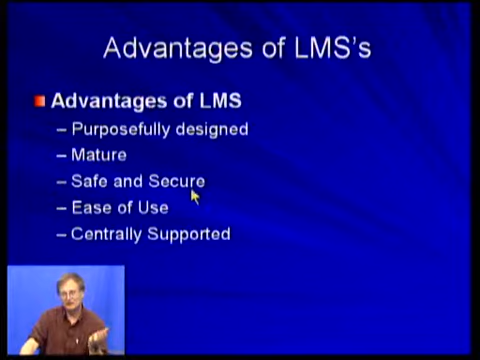 Advantages of LMS's
Advantages of LMS
– Purposefully designed
– Mature
– Safe and Secure
– Ease of Use
– Centrally Supported